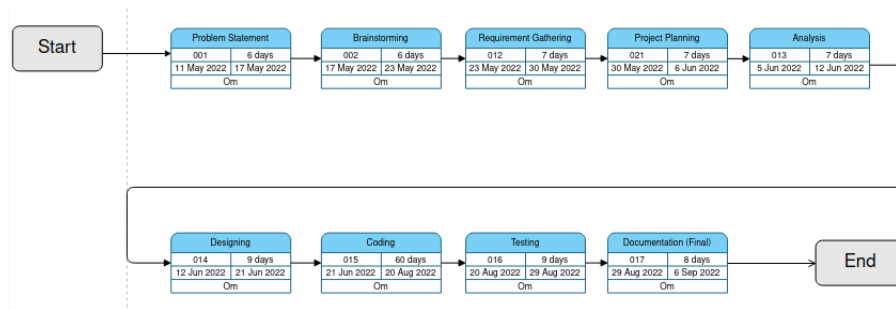 Start
Problem Statement
001 6 days
11 May 2022 17 May 2022
Om
Brainstorming
002 6 days
17 May 2022 23 May 2022
Om
Requirement Gathering
012 7 days
23 May 2022 30 May 2022
Om
Project Planning
021 7 days
30 May 2022 6 Jun 2022
Om
Analysis
013 7 days
5 Jun 2022 12 Jun 2022
Om
Designing
014 9 days
12 Jun 2022 21 Jun 2022
Om
Coding
015 60 days
21 Jun 2022 20 Aug 2022
Om
Testing
016 9 days
20 Aug 2022 29 Aug 2022
Om
Documentation (Final)
017 8 days
29 Aug 2022 6 Sep 2022
Om
End